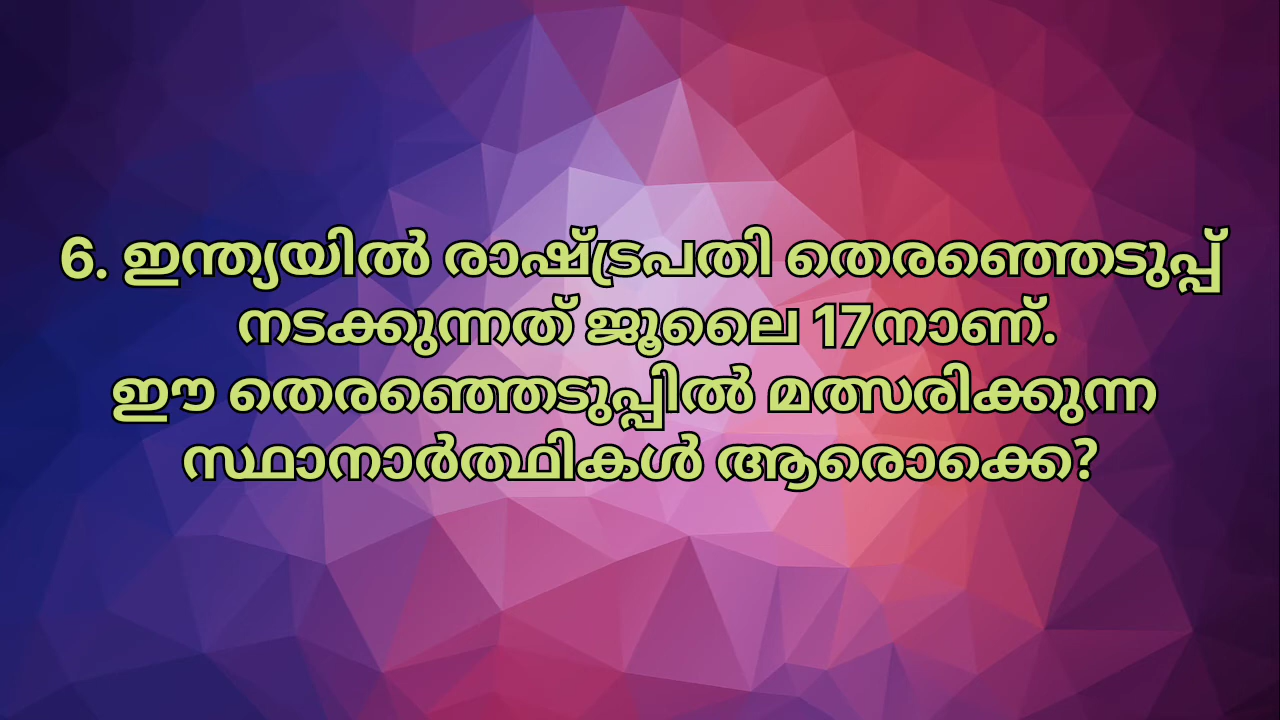 6. ഇന്ത്യയിൽ രാഷ്ട്രപതി തെരഞ്ഞെടുപ്പ്
നടക്കുന്നത് ജൂലൈ 17നാണ്.
ഈ തെരഞ്ഞെടുപ്പിൽ മത്സരിക്കുന്ന
സ്ഥാനാർത്ഥികൾ ആരൊക്കെ?